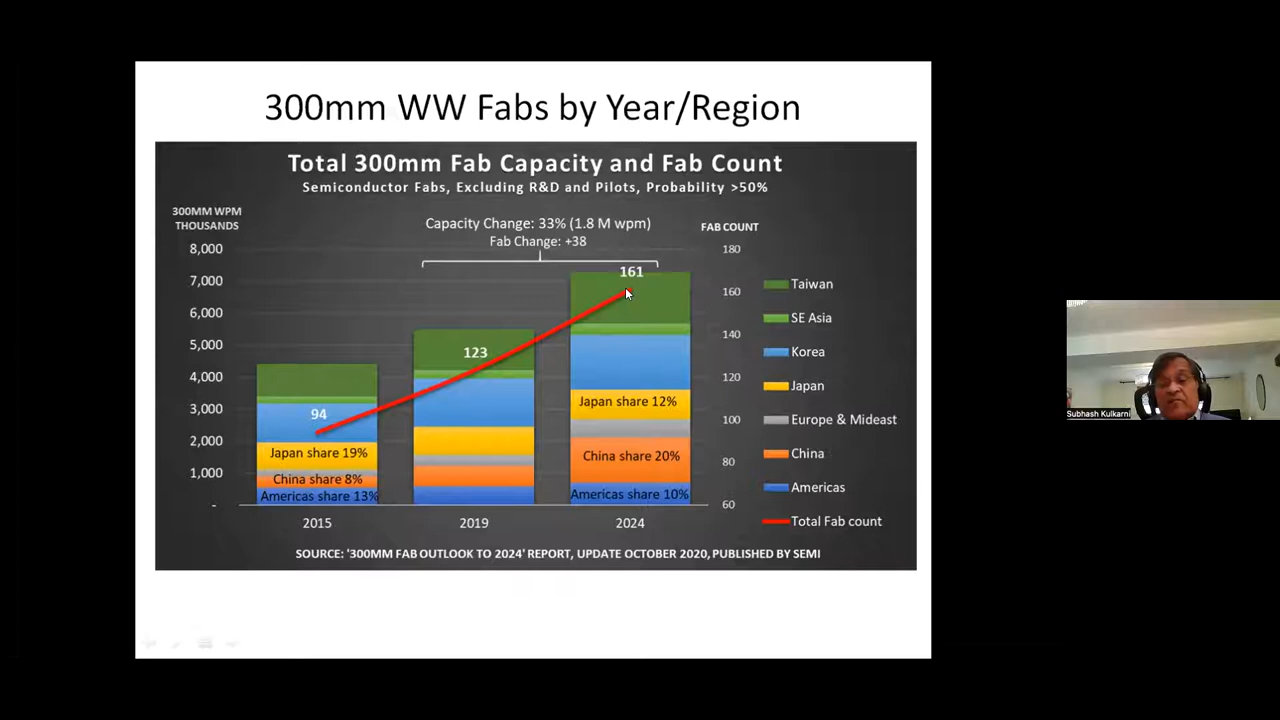 300mm WW Fabs by Year/Region
Total 300mm Fab Capacity and Fab Count
Semiconductor Fabs, Excluding R&D and Pilots, Probability >50%
300MM WPM
THOUSANDS
Capacity Change: 33% (1.8 M wpm)
Fab Change: +38
FAB COUNT
8,000
7,000
6,000
5,000
4,000
3,000
2,000
1,000
-
180
160
140
120
100
80
60
94
Japan share 19%
China share 8%
Americas share 13%
123
161
Japan share 12%
China share 20%
Americas share 10%
2015
2019
2024
Taiwan
SE Asia
Korea
Japan
Europe & Mideast
China
Americas
Total Fab count
SOURCE: '300MM FAB OUTLOOK TO 2024' REPORT, UPDATE OCTOBER 2020, PUBLISHED BY SEMI
Subhash Kulkarni